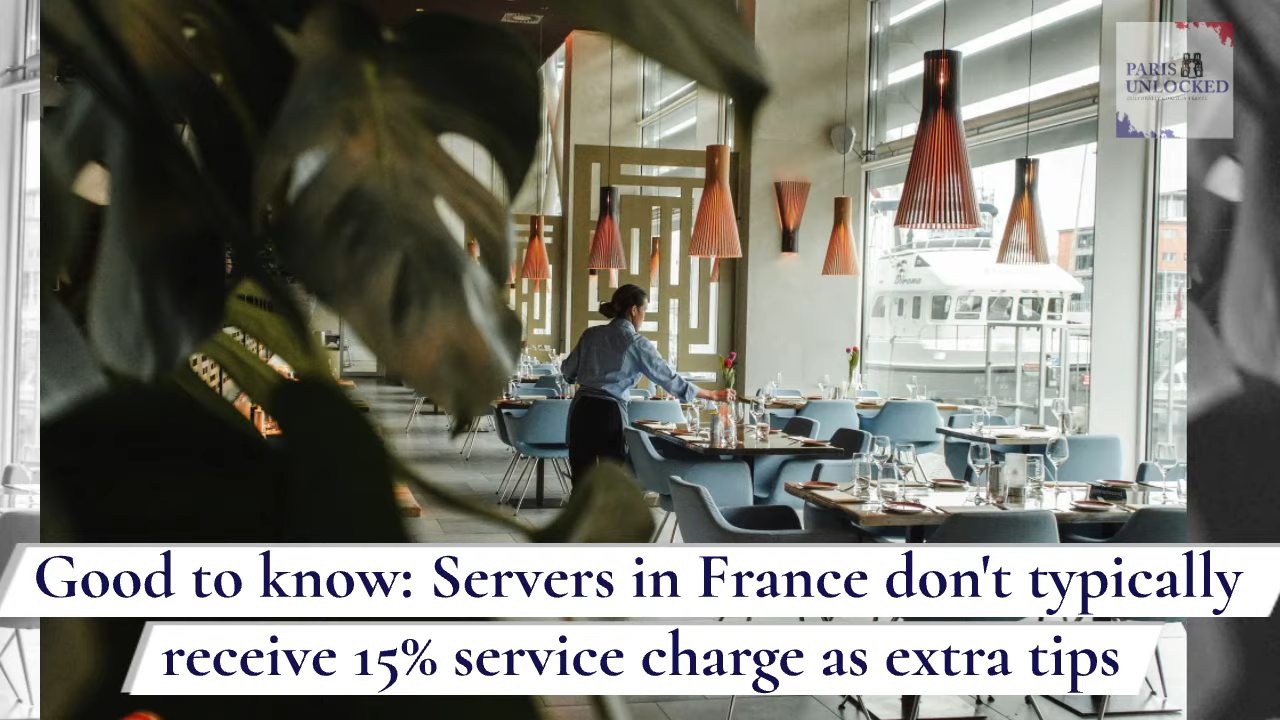 PARIS
UNLOCKED
Good to know: Servers in France don't typically
receive 15% service charge as extra tips